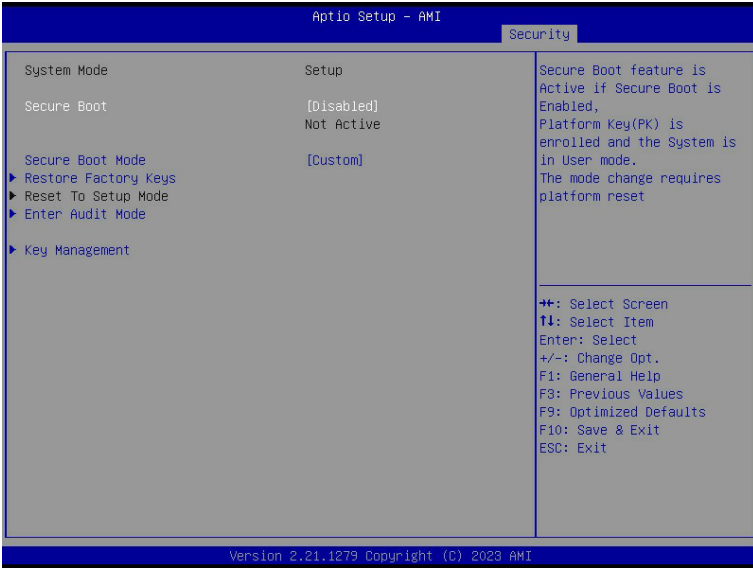 Aptio Setup – AMI
Security
System Mode Setup
Secure Boot [Disabled]
Not Active
Secure Boot Mode [Custom]
▶ Restore Factory Keys
▶ Reset To Setup Mode
▶ Enter Audit Mode
▶ Key Management
Secure Boot feature is
Active if Secure Boot is
Enabled,
Platform Key(PK) is
enrolled and the System is
in User mode.
The mode change requires
platform reset
→←: Select Screen
↑↓: Select Item
Enter: Select
+/-: Change Opt.
F1: General Help
F3: Previous Values
F9: Optimized Defaults
F10: Save & Exit
ESC: Exit
Version 2.21.1279 Copyright (C) 2023 AMI